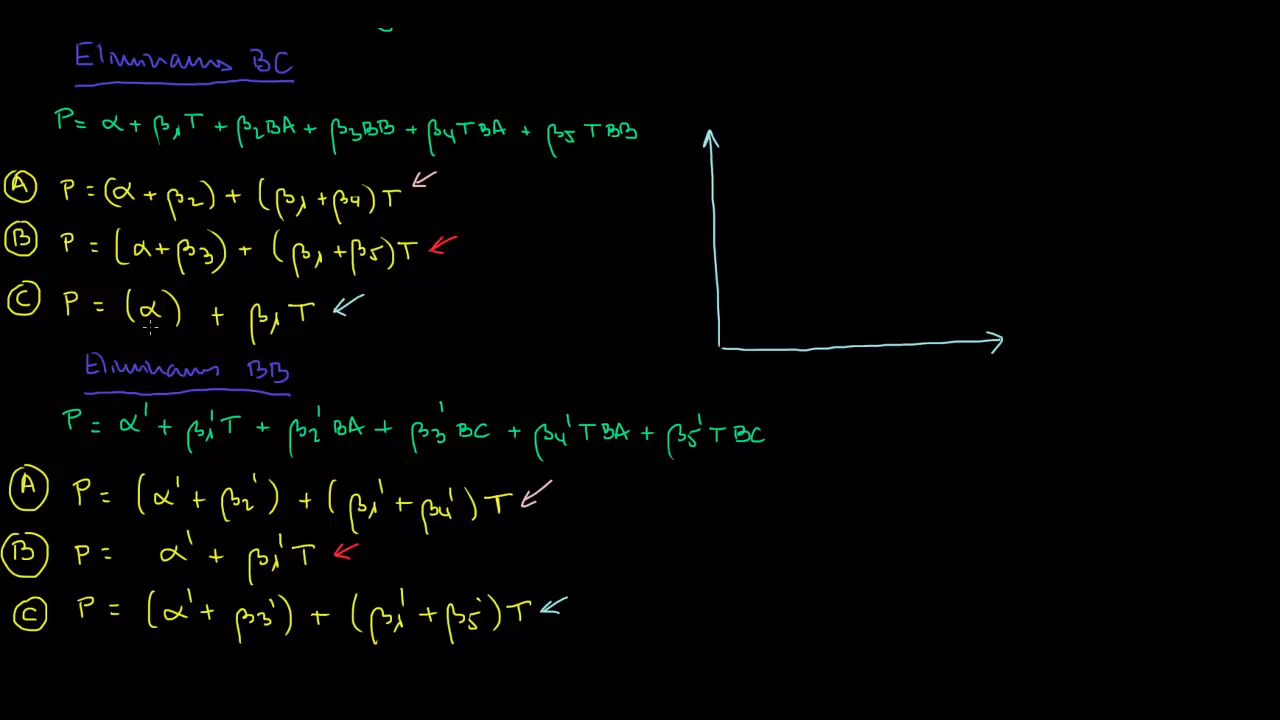 Eliminamos BC
P = α + β₁T + β₂BA + β₃BB + β₄TBA + β₅TBB
Ⓐ P = (α + β₂) + (β₁ + β₄)T
Ⓑ P = (α + β₃) + (β₁ + β₅)T
Ⓒ P = (α) + β₁T
Eliminamos BB
P = α' + β₁'T + β₂'BA + β₃'BC + β₄'TBA + β₅'TBC
Ⓐ P = (α' + β₂') + (β₁' + β₄')T
Ⓑ P = α' + β₁'T
Ⓒ P = (α' + β₃') + (β₁' + β₅')T